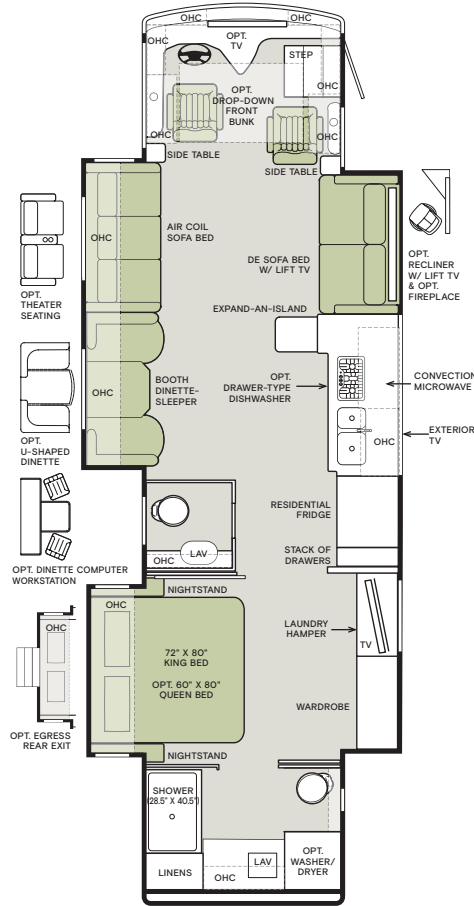 OHC
OHC
OHC
OPT.
TV
STEP
OPT.
DROP-DOWN
FRONT
BUNK
OHC
OHC
OHC
SIDE TABLE
SIDE TABLE
OHC
AIR COIL
SOFA BED
DE SOFA BED
W/ LIFT TV
OPT.
RECLINER
W/ LIFT TV
& OPT.
FIREPLACE
OPT.
THEATER
SEATING
EXPAND-AN-ISLAND
OHC
BOOTH
DINETTE-
SLEEPER
OPT.
DRAWER-TYPE
DISHWASHER
CONVECTION
MICROWAVE
OHC
EXTERIOR
TV
OPT.
U-SHAPED
DINETTE
RESIDENTIAL
FRIDGE
OHC
LAV
STACK OF
DRAWERS
OPT. DINETTE COMPUTER
WORKSTATION
NIGHTSTAND
OHC
OHC
72" X 80"
KING BED
OPT. 60" X 80"
QUEEN BED
LAUNDRY
HAMPER
TV
WARDROBE
OPT. EGRESS
REAR EXIT
NIGHTSTAND
SHOWER
(28.5" X 40.5")
LINENS
OHC
LAV
OPT.
WASHER/
DRYER